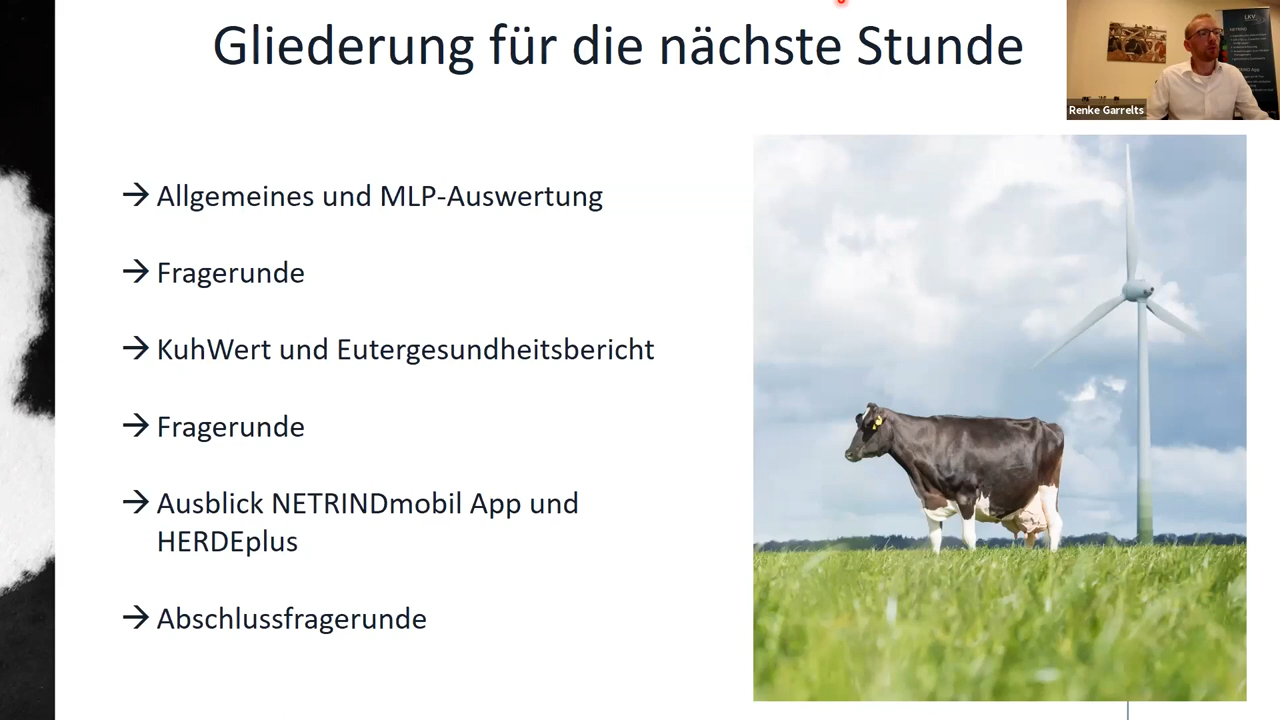 Gliederung für die nächste Stunde
→ Allgemeines und MLP-Auswertung
→ Fragerunde
→ KuhWert und Eutergesundheitsbericht
→ Fragerunde
→ Ausblick NETRINDmobil App und
HERDEplus
→ Abschlussfragerunde
Renke Garrelts
LKV